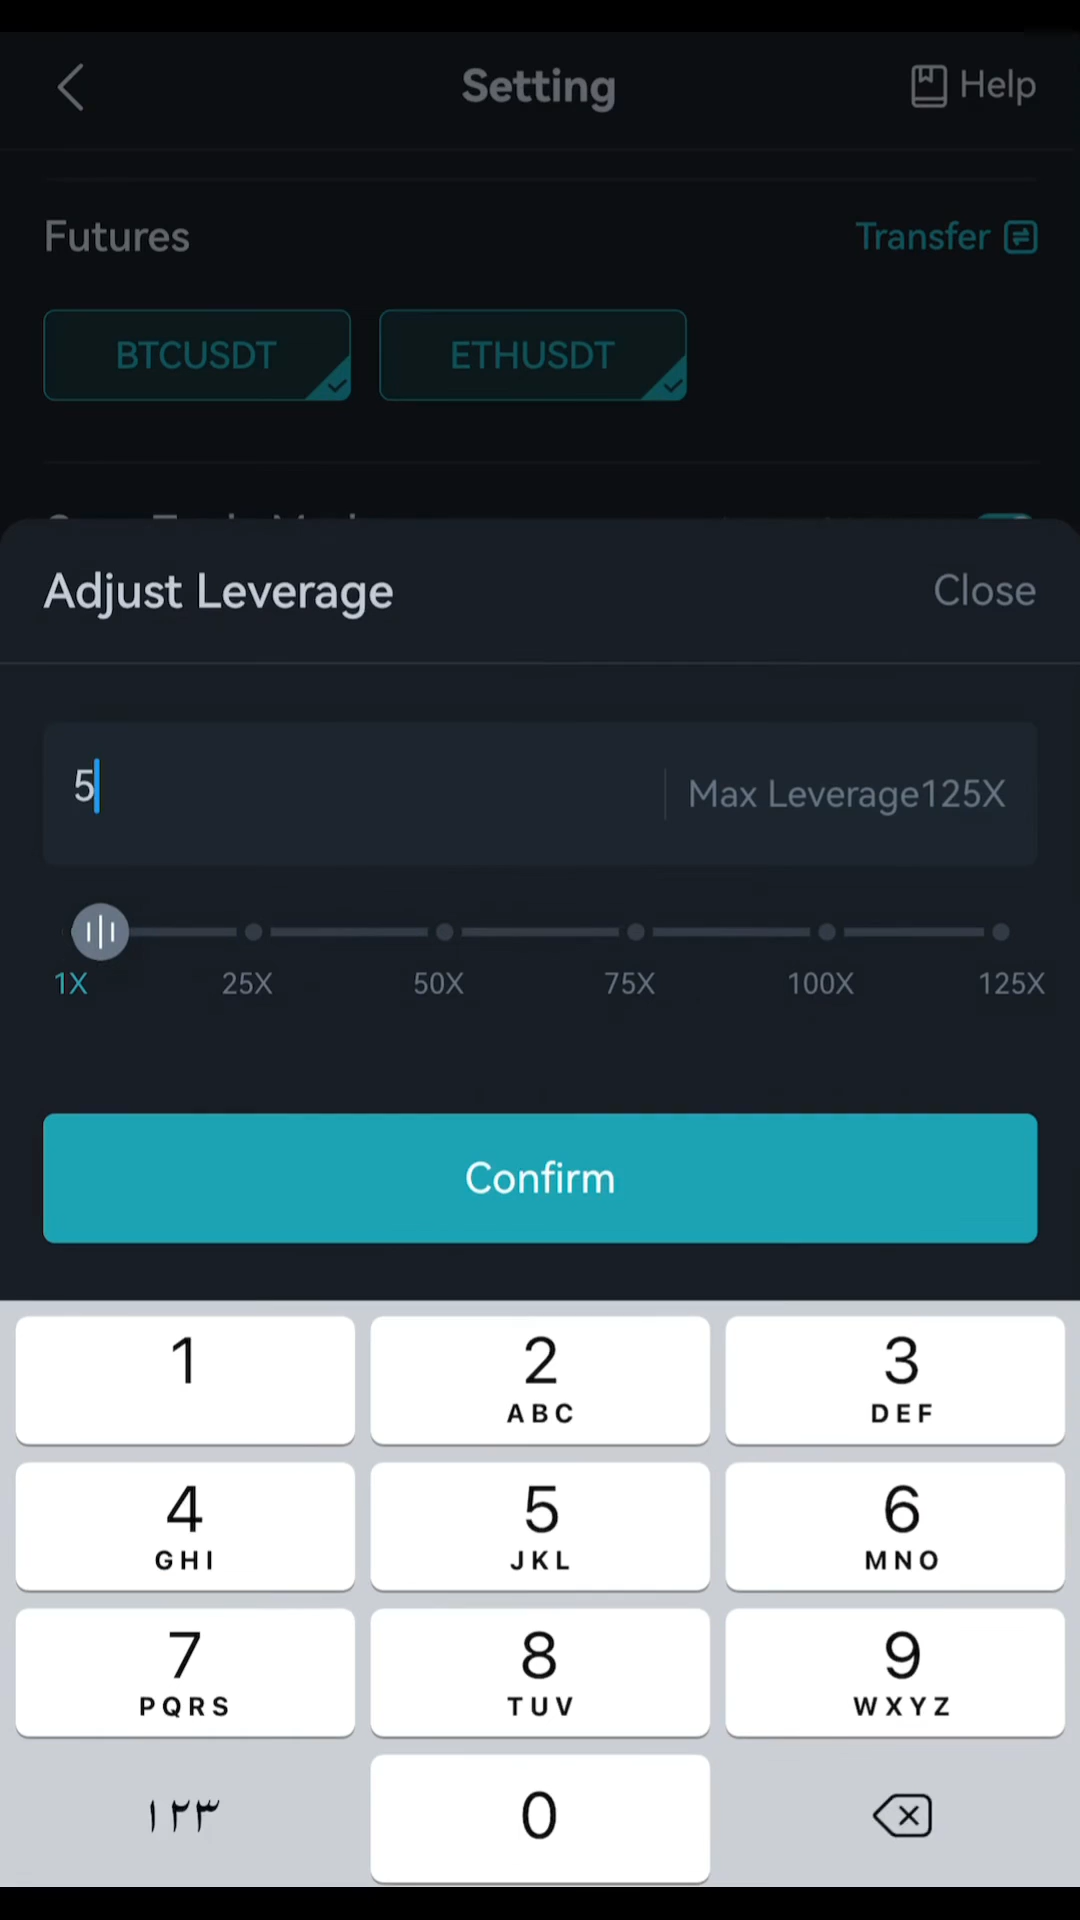 Setting
Help
Futures
Transfer
BTCUSDT
ETHUSDT
Adjust Leverage
Close
5
Max Leverage125X
1X
25X
50X
75X
100X
125X
Confirm
1
2
ABC
3
DEF
4
GHI
5
JKL
6
MNO
7
PQRS
8
TUV
9
WXYZ
۱۲۳
0